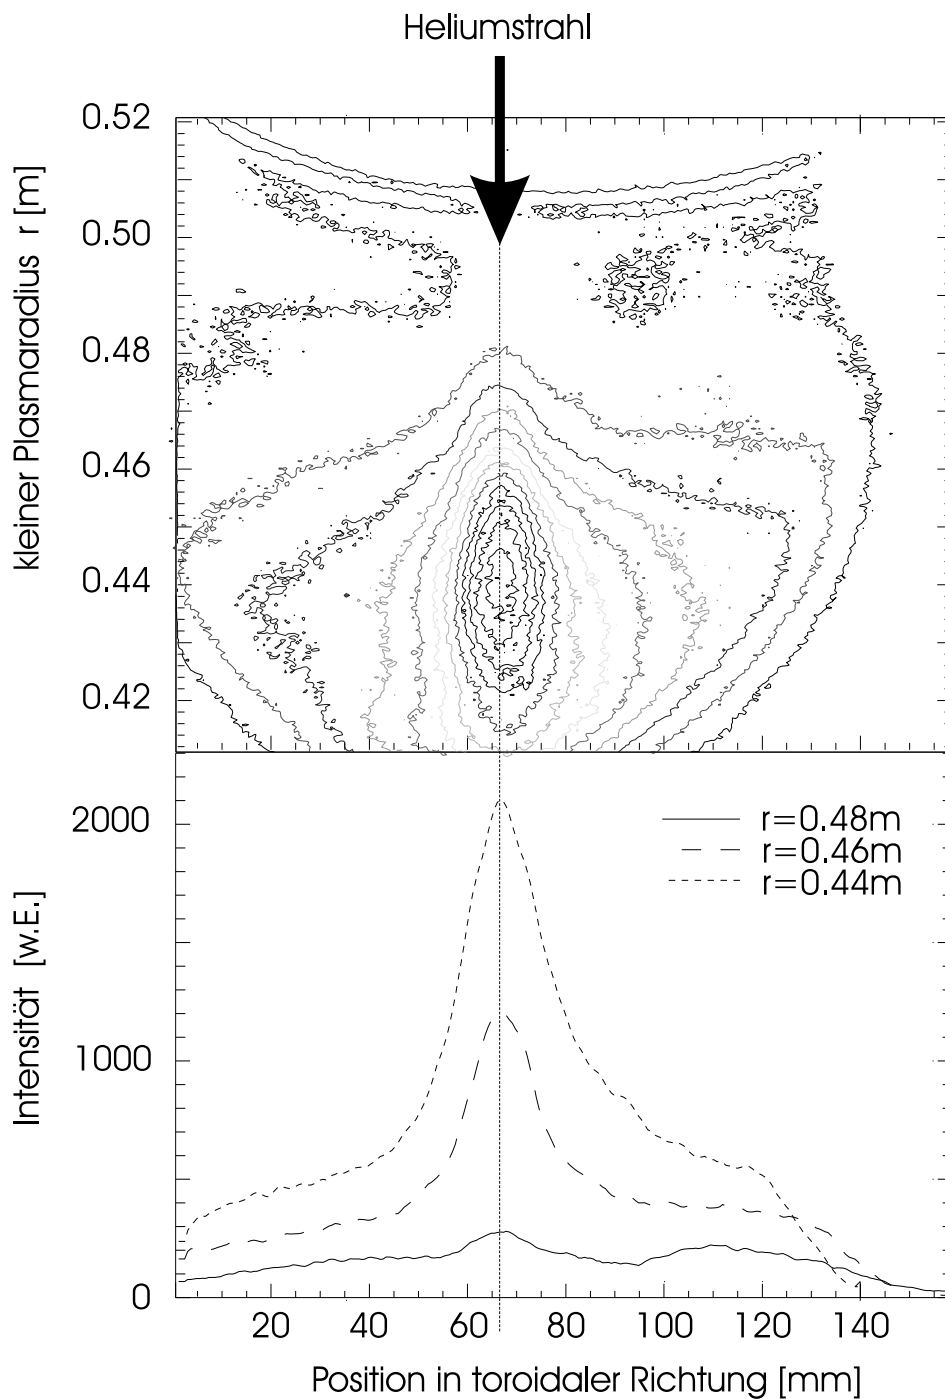 Heliumstrahl
kleiner Plasmaradius r [m]
0.52
0.50
0.48
0.46
0.44
0.42
Intensität [w.E.]
2000
1000
0
r=0.48m
r=0.46m
r=0.44m
20 40 60 80 100 120 140
Position in toroidaler Richtung [mm]